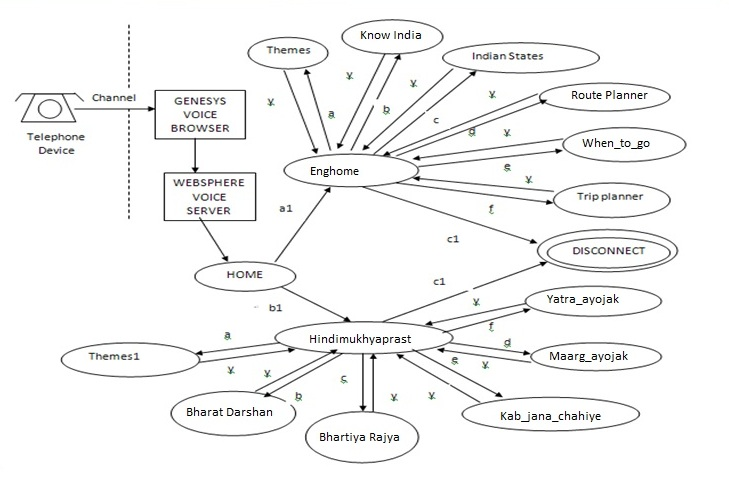 Know India
Themes
Indian States
¥
¥
Route Planner
Channel
GENESYS
VOICE
BROWSER
¥
a
b
¥
c
d
¥
Telephone
Device
When_to_go
Enghome
e
¥
WEBSPHERE
VOICE
SERVER
Trip planner
a1
f
c1
DISCONNECT
HOME
c1
b1
¥
Yatra_ayojak
a
Hindimukhyaprast
f
d
Themes1
¥
¥
c
e
¥
Maarg_ayojak
Bharat Darshan
b
¥
¥
Kab_jana_chahiye
Bhartiya Rajya